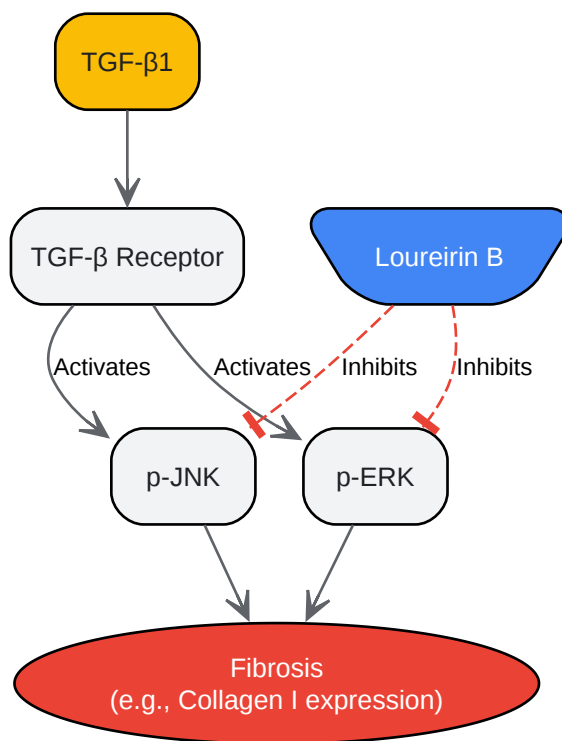 TGF-β1
TGF-β Receptor
Loureirin B
Activates
Activates
Inhibits
Inhibits
p-JNK
p-ERK
Fibrosis
(e.g., Collagen I expression)